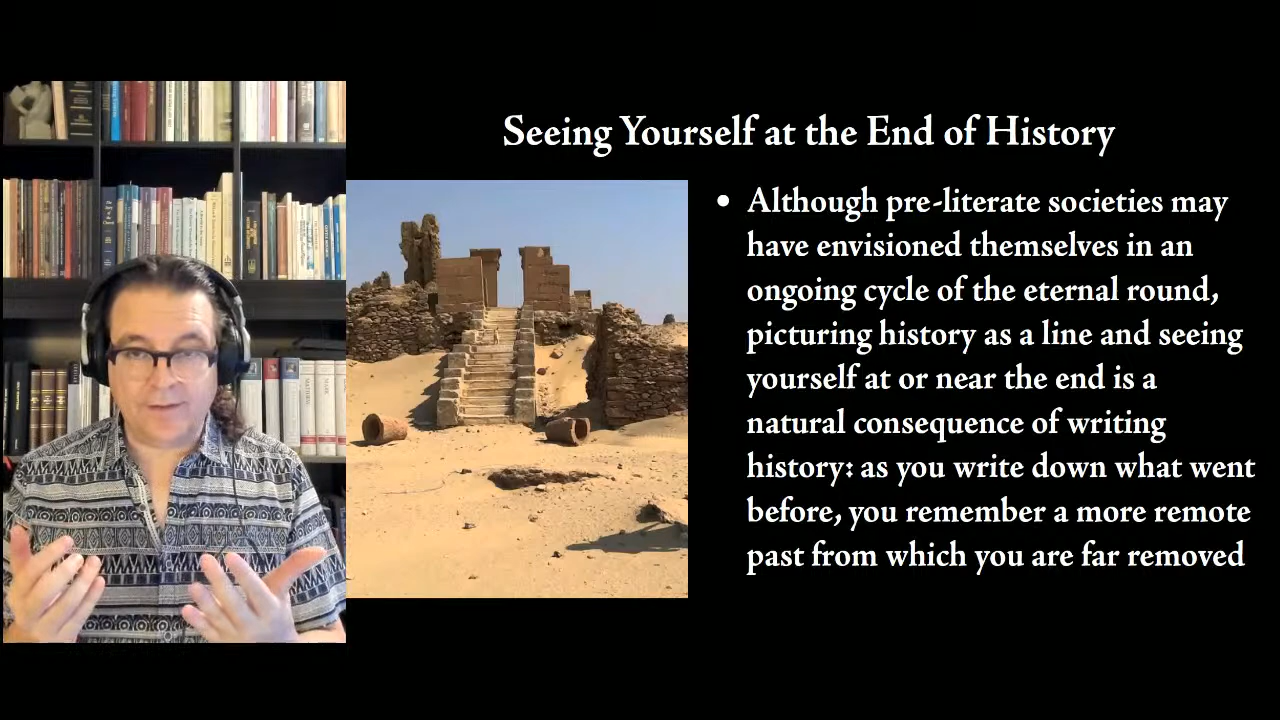 Seeing Yourself at the End of History
• Although pre-literate societies may
have envisioned themselves in an
ongoing cycle of the eternal round,
picturing history as a line and seeing
yourself at or near the end is a
natural consequence of writing
history: as you write down what went
before, you remember a more remote
past from which you are far removed